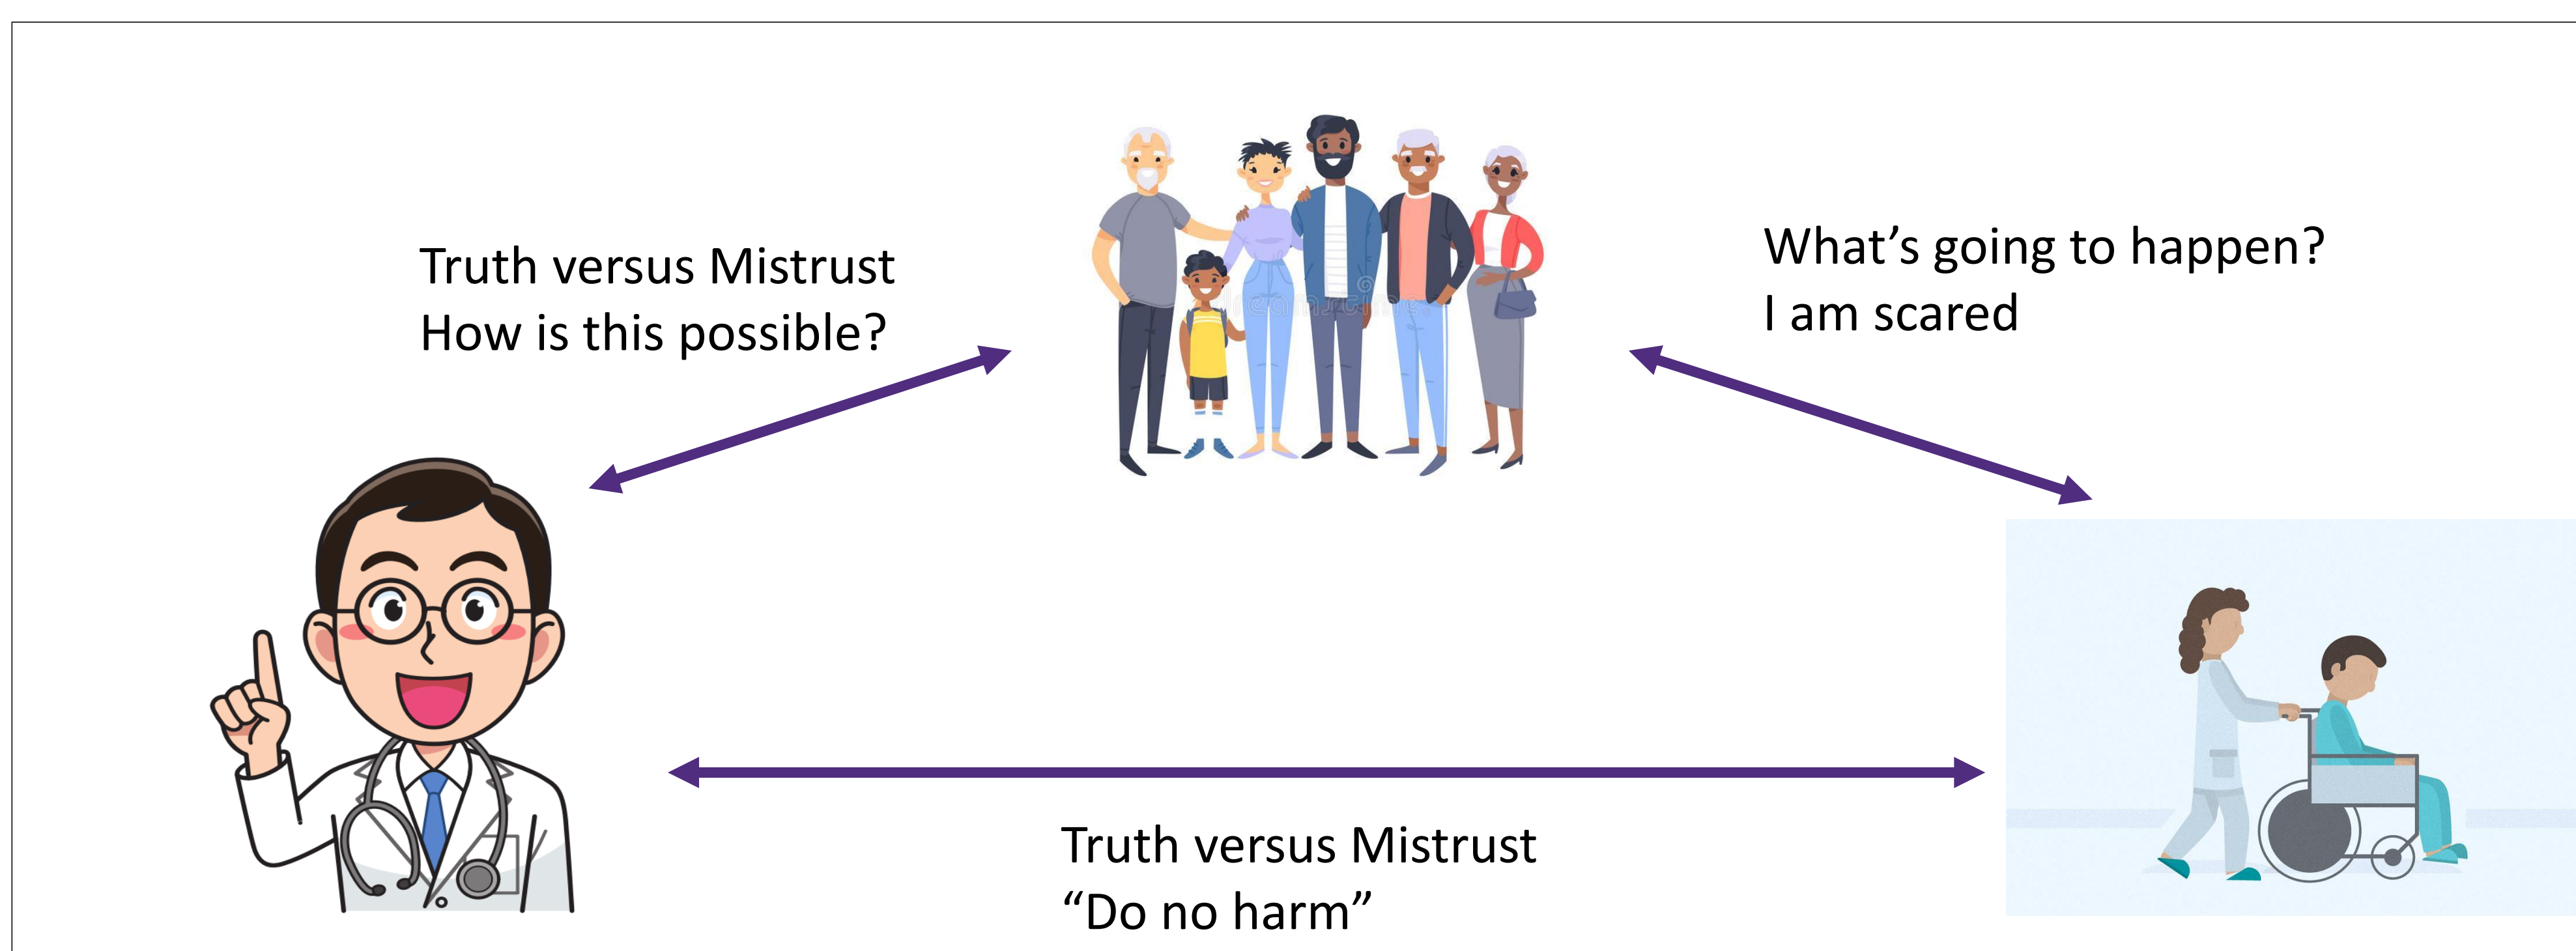 Truth versus Mistrust
How is this possible?
What’s going to happen?
I am scared
Truth versus Mistrust
“Do no harm”